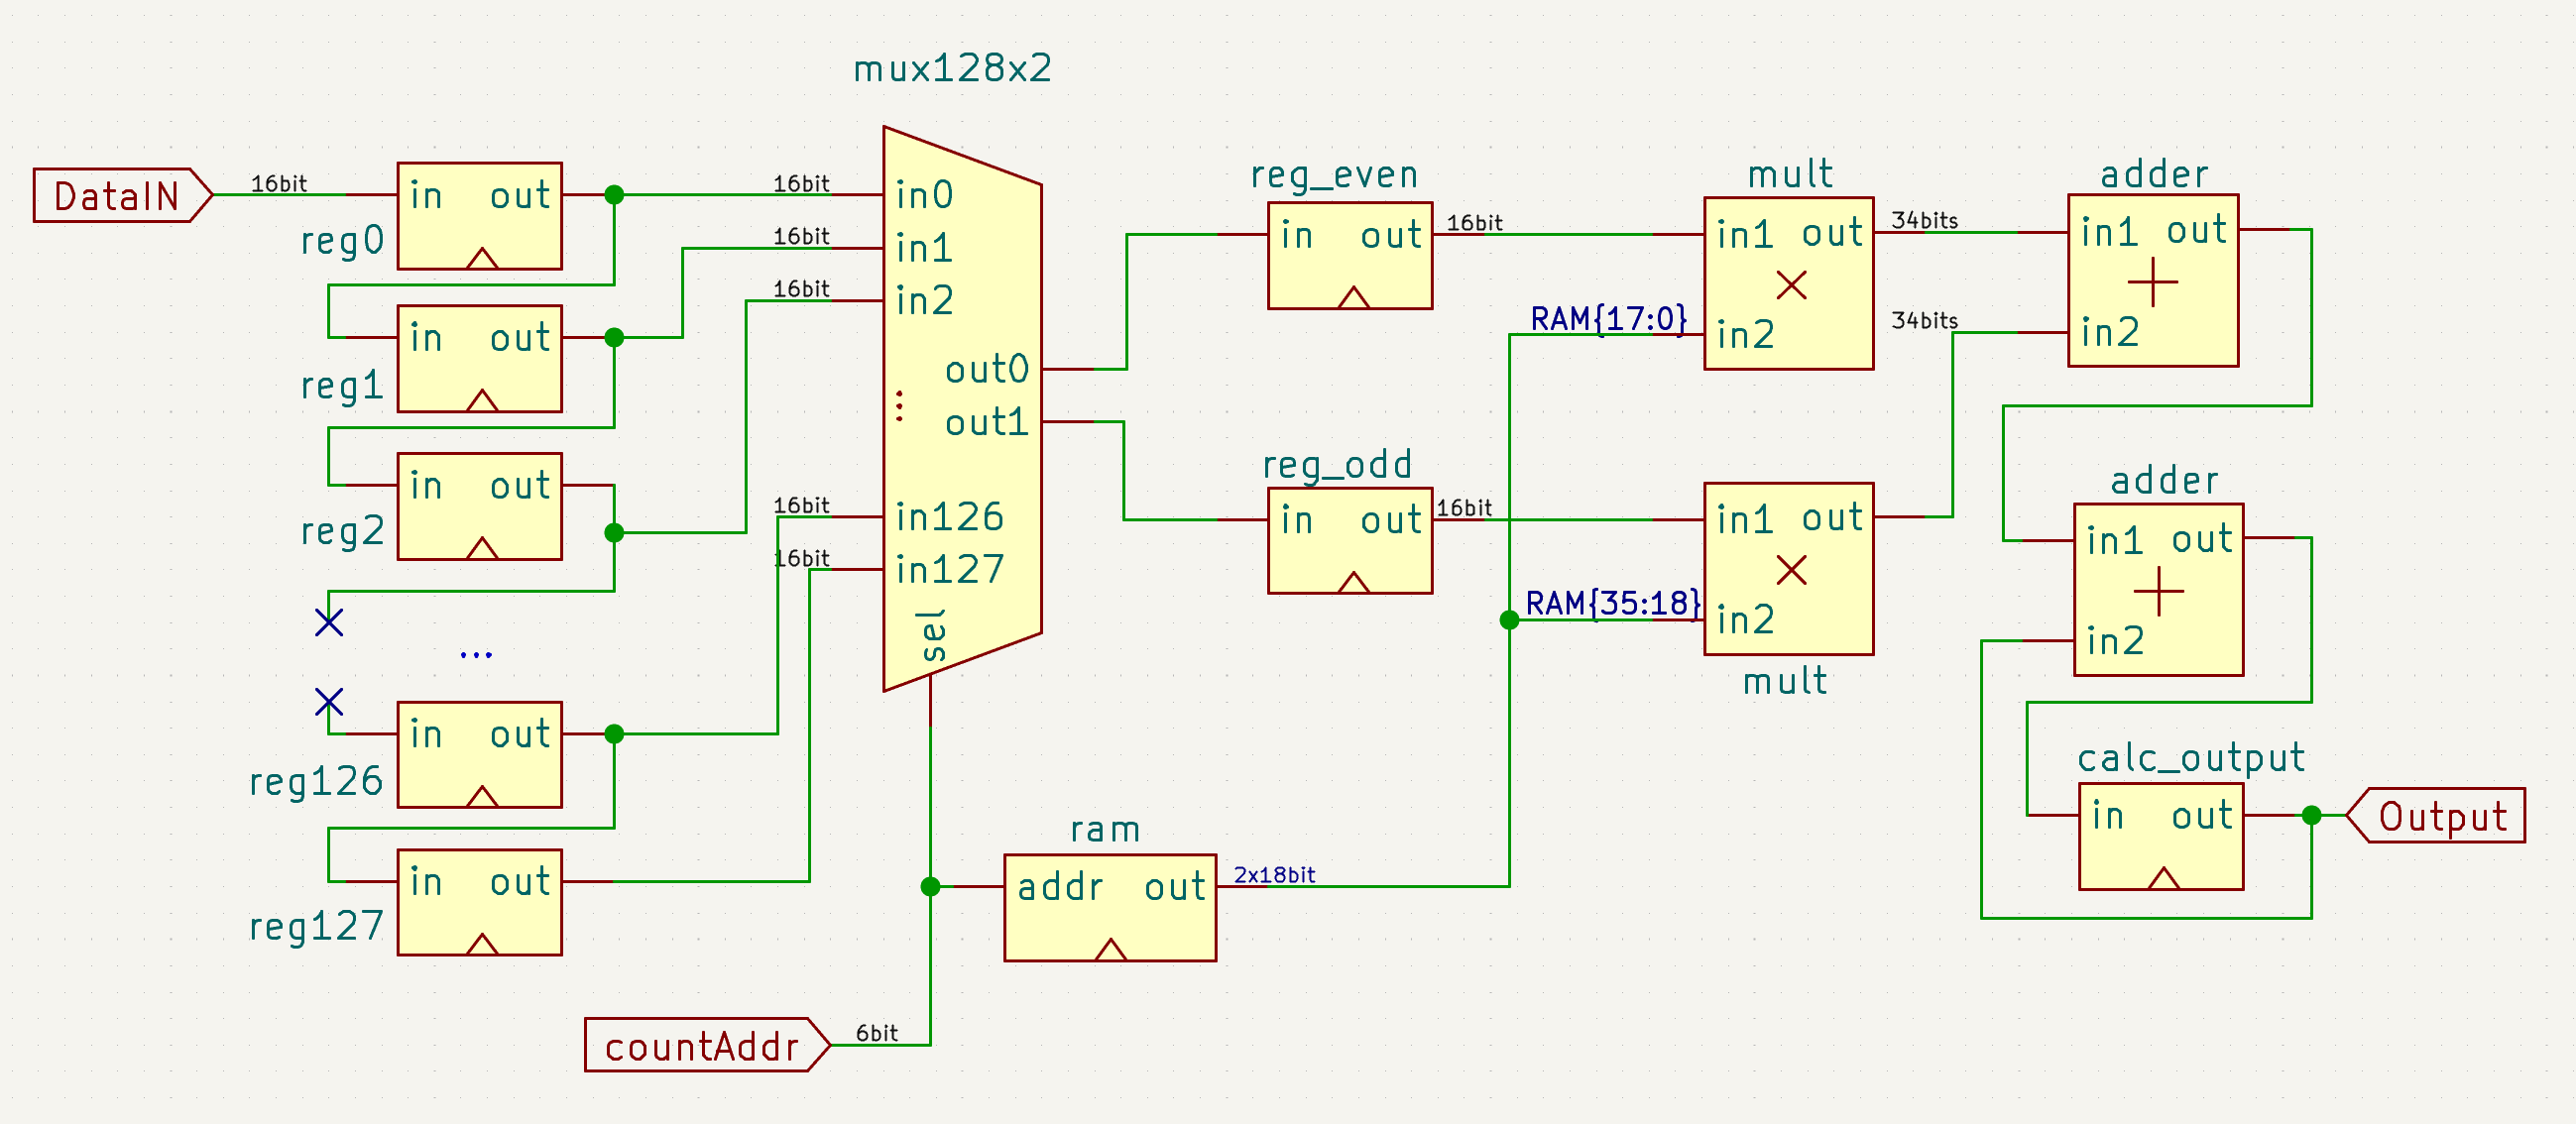 mux128x2
DataIN
16bit
in out
reg0
16bit
in0
16bit
in1
16bit
in2
in out
reg1
in out
reg2
...
in out
reg126
in out
reg127
out0
out1
16bit
in126
16bit
in127
sel
reg_even
in out
16bit
reg_odd
in out
16bit
mult
in1 out
RAM{17:0}
in2
34bits
34bits
RAM{35:18}
in1 out
in2
mult
adder
in1 out
in2
adder
in1 out
in2
calc_output
in out
Output
ram
addr out
2x18bit
countAddr
6bit